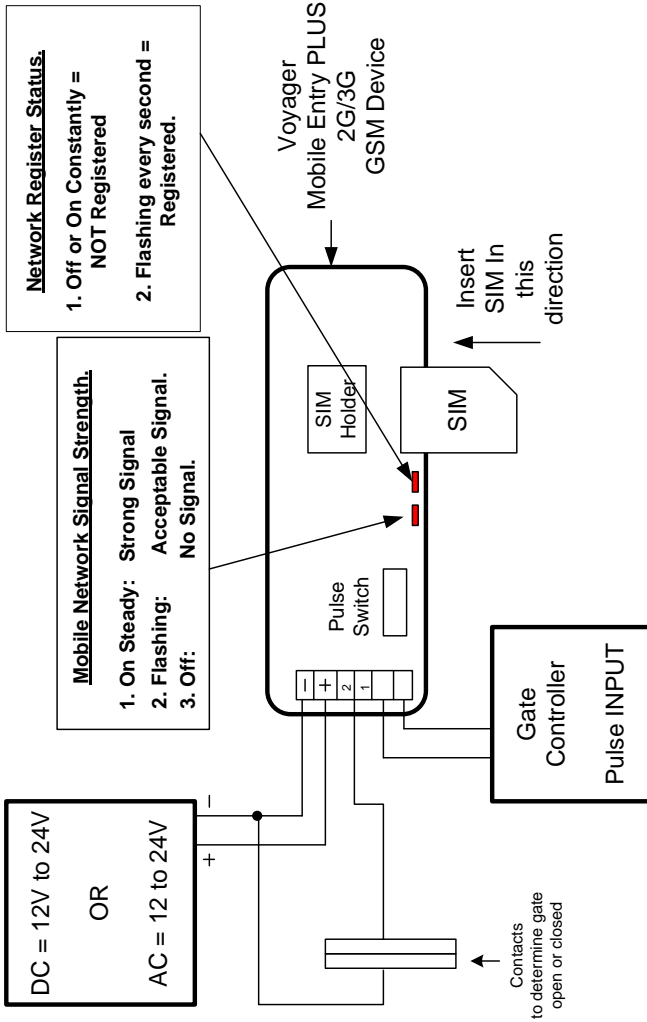 DC = 12V to 24V
OR
AC = 12 to 24V
+
−
Mobile Network Signal Strength.
1. On Steady: Strong Signal
2. Flashing: Acceptable Signal.
3. Off: No Signal.
Network Register Status.
1. Off or On Constantly =
NOT Registered
2. Flashing every second =
Registered.
Voyager
Mobile Entry PLUS
2G/3G
GSM Device
−
+
2
1
Pulse
Switch
SIM
Holder
SIM
Insert
SIM In
this
direction
Contacts
to determine gate
open or closed
Gate
Controller
Pulse INPUT